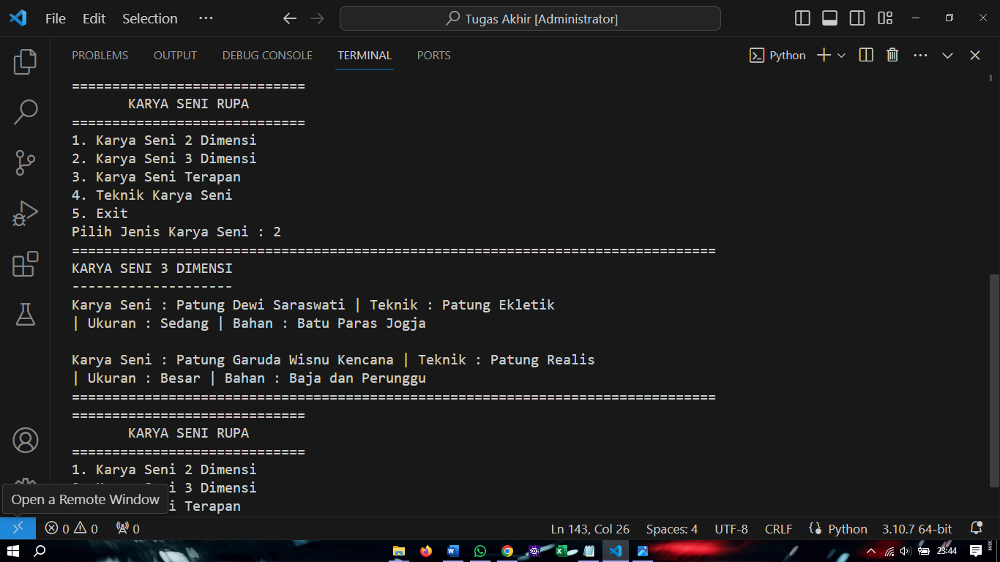 File Edit Selection ··· Tugas Akhir [Administrator]
PROBLEMS OUTPUT DEBUG CONSOLE TERMINAL PORTS Python
=============================
KARYA SENI RUPA
=============================
1. Karya Seni 2 Dimensi
2. Karya Seni 3 Dimensi
3. Karya Seni Terapan
4. Teknik Karya Seni
5. Exit
Pilih Jenis Karya Seni : 2
================================================================================
KARYA SENI 3 DIMENSI
--------------------
Karya Seni : Patung Dewi Saraswati | Teknik : Patung Ekletik
| Ukuran : Sedang | Bahan : Batu Paras Jogja
Karya Seni : Patung Garuda Wisnu Kencana | Teknik : Patung Realis
| Ukuran : Besar | Bahan : Baja dan Perunggu
================================================================================
=============================
KARYA SENI RUPA
=============================
1. Karya Seni 2 Dimensi
i 3 Dimensi
i Terapan
Open a Remote Window
0 0 0 Ln 143, Col 26 Spaces: 4 UTF-8 CRLF Python 3.10.7 64-bit
23:44
MIK